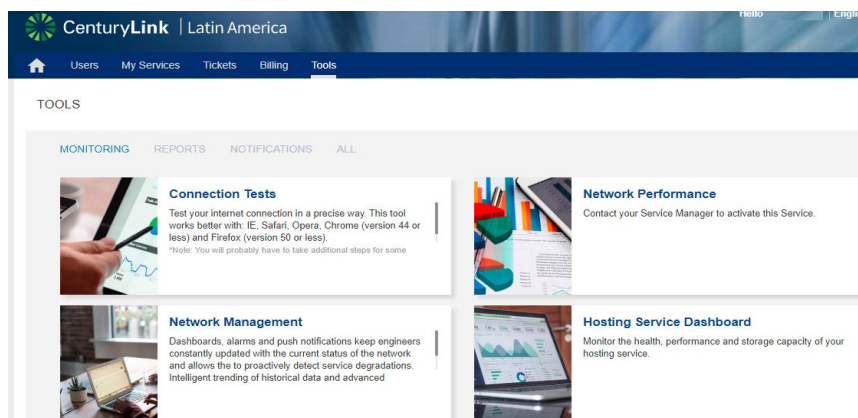 CenturyLink | Latin America
Hello | Englis
Users My Services Tickets Billing Tools
TOOLS
MONITORING REPORTS NOTIFICATIONS ALL
Connection Tests
Test your internet connection in a precise way. This tool
works better with: IE, Safari, Opera, Chrome (version 44 or
less) and Firefox (version 50 or less).
*Note: You will probably have to take additional steps for some
Network Performance
Contact your Service Manager to activate this Service.
Network Management
Dashboards, alarms and push notifications keep engineers
constantly updated with the current status of the network
and allows the to proactively detect service degradations.
Intelligent trending of historical data and advanced
Hosting Service Dashboard
Monitor the health, performance and storage capacity of your
hosting service.